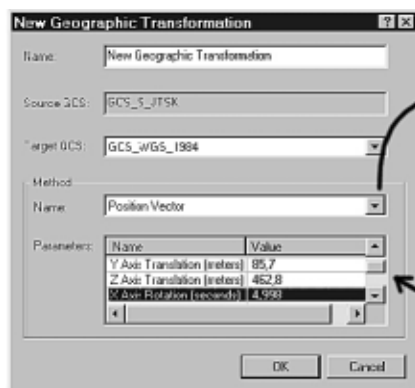 New Geographic Transformation
Name: New Geographic Transformation
Source GCS: GCS_S_JTSK
Target GCS: GCS_WGS_1984
Method
Name: Position Vector
Parameters: Name Value
Y Axis Translation (meters) 85,7
Z Axis Translation (meters) 462,8
X Axis Rotation (seconds) 4,998
OK Cancel